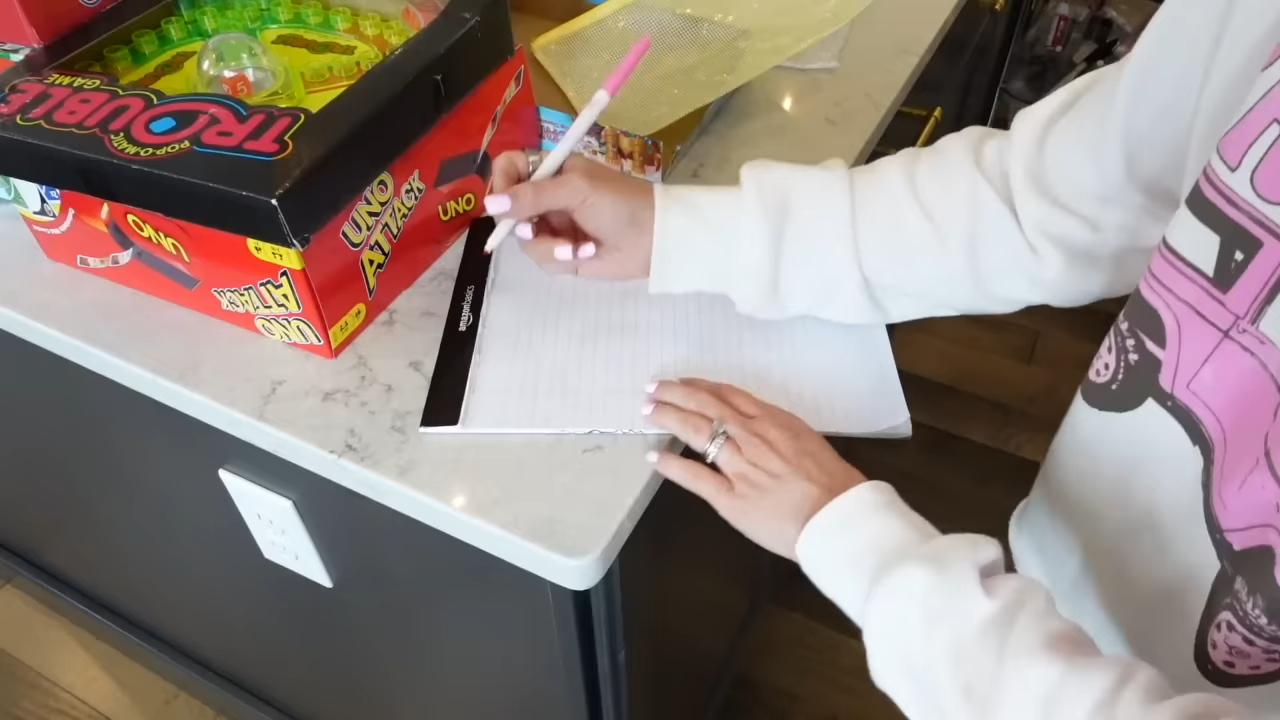 TROUBLE
GAME
POP-O-MATIC
UNO
ATTACK
UNO
UNO
UNO
ATTACK
amazonbasics